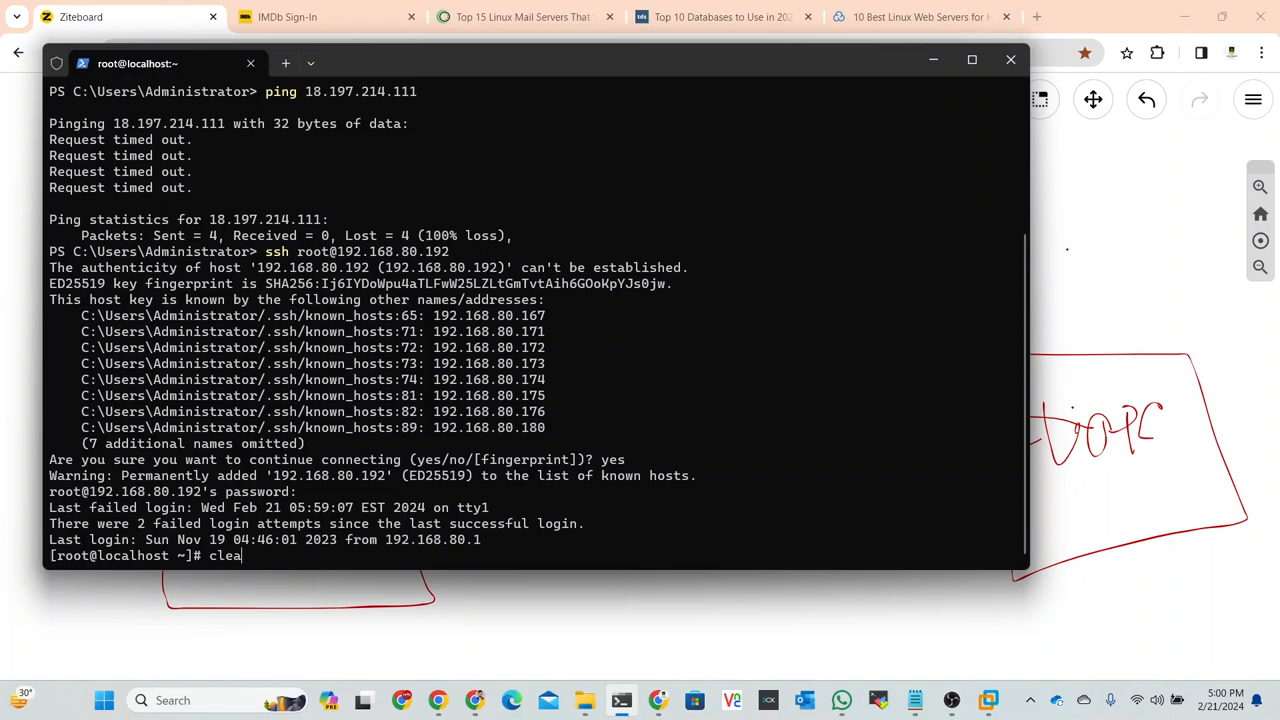 Ziteboard
IMDb Sign-In
Top 15 Linux Mail Servers That
Top 10 Databases to Use in 202
10 Best Linux Web Servers for H
root@localhost:~
PS C:\Users\Administrator> ping 18.197.214.111
Pinging 18.197.214.111 with 32 bytes of data:
Request timed out.
Request timed out.
Request timed out.
Request timed out.
Ping statistics for 18.197.214.111:
Packets: Sent = 4, Received = 0, Lost = 4 (100% loss),
PS C:\Users\Administrator> ssh root@192.168.80.192
The authenticity of host '192.168.80.192 (192.168.80.192)' can't be established.
ED25519 key fingerprint is SHA256:Ij6IYDoWpu4aTLFwW25LZLtGmTvtAih6GOoKpYJs0jw.
This host key is known by the following other names/addresses:
C:\Users\Administrator/.ssh/known_hosts:65: 192.168.80.167
C:\Users\Administrator/.ssh/known_hosts:71: 192.168.80.171
C:\Users\Administrator/.ssh/known_hosts:72: 192.168.80.172
C:\Users\Administrator/.ssh/known_hosts:73: 192.168.80.173
C:\Users\Administrator/.ssh/known_hosts:74: 192.168.80.174
C:\Users\Administrator/.ssh/known_hosts:81: 192.168.80.175
C:\Users\Administrator/.ssh/known_hosts:82: 192.168.80.176
C:\Users\Administrator/.ssh/known_hosts:89: 192.168.80.180
(7 additional names omitted)
Are you sure you want to continue connecting (yes/no/[fingerprint])? yes
Warning: Permanently added '192.168.80.192' (ED25519) to the list of known hosts.
root@192.168.80.192's password:
Last failed login: Wed Feb 21 05:59:07 EST 2024 on tty1
There were 2 failed login attempts since the last successful login.
Last login: Sun Nov 19 04:46:01 2023 from 192.168.80.1
[root@localhost ~]# clea
30°
Search
5:00 PM
2/21/2024